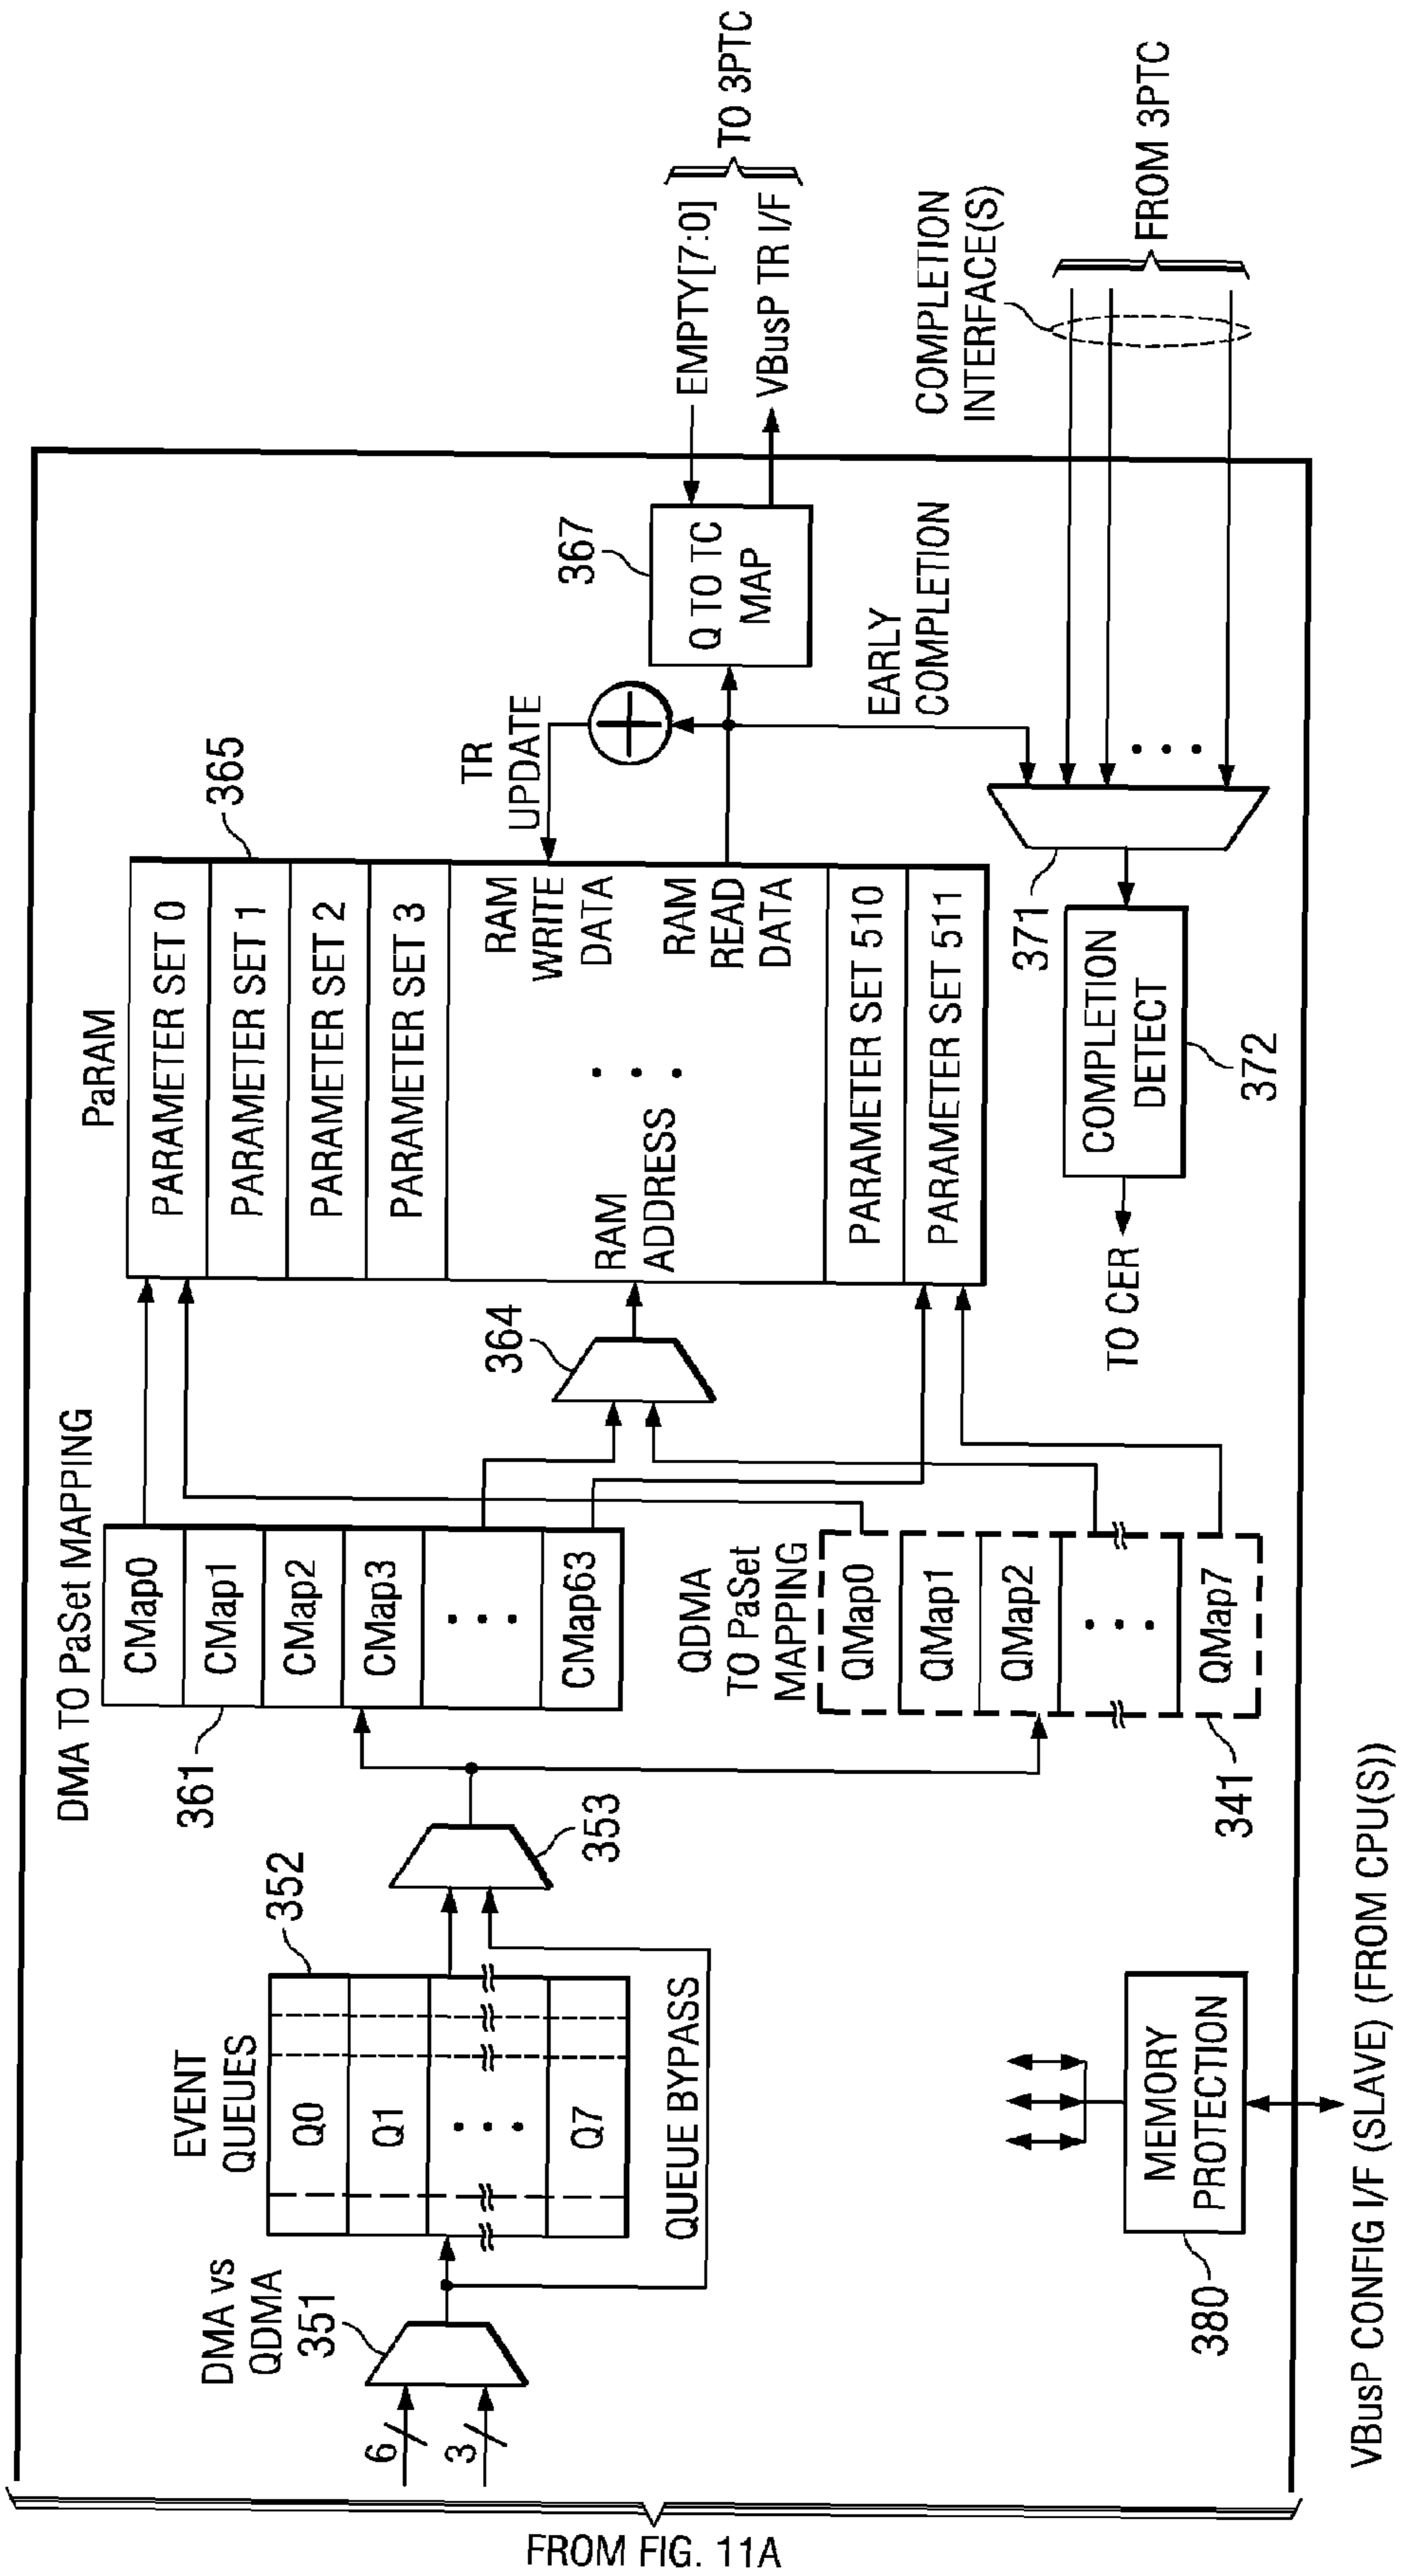 FROM FIG. 11A
6
3
DMA vs
QDMA
351
EVENT
QUEUES
352
Q0
Q1
Q7
QUEUE BYPASS
353
DMA TO PaSet MAPPING
361
CMap0
CMap1
CMap2
CMap3
CMap63
QDMA
TO PaSet
MAPPING
QMap0
QMap1
QMap2
QMap7
341
364
PaRAM
365
PARAMETER SET 0
PARAMETER SET 1
PARAMETER SET 2
PARAMETER SET 3
RAM
ADDRESS
RAM
WRITE
DATA
RAM
READ
DATA
PARAMETER SET 510
PARAMETER SET 511
TR
UPDATE
367
Q TO TC
MAP
EMPTY[7:0]
VBusP TR I/F
TO 3PTC
EARLY
COMPLETION
COMPLETION
INTERFACE(S)
FROM 3PTC
371
COMPLETION
DETECT
372
TO CER
MEMORY
PROTECTION
380
VBusP CONFIG I/F (SLAVE) (FROM CPU(S))